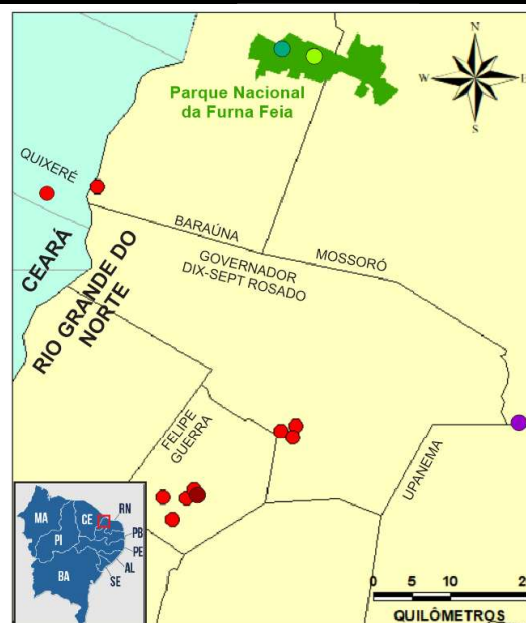 N
W
E
S
Parque Nacional
da Furna Feia
QUIXERÉ
CEARÁ
RIO GRANDE DO
NORTE
BARAÚNA
GOVERNADOR
DIX-SEPT ROSADO
MOSSORÓ
FELIPE
GUERRA
UPANEMA
MA
CE
RN
PI
PB
PE
AL
SE
BA
0 5 10
QUILÔMETROS